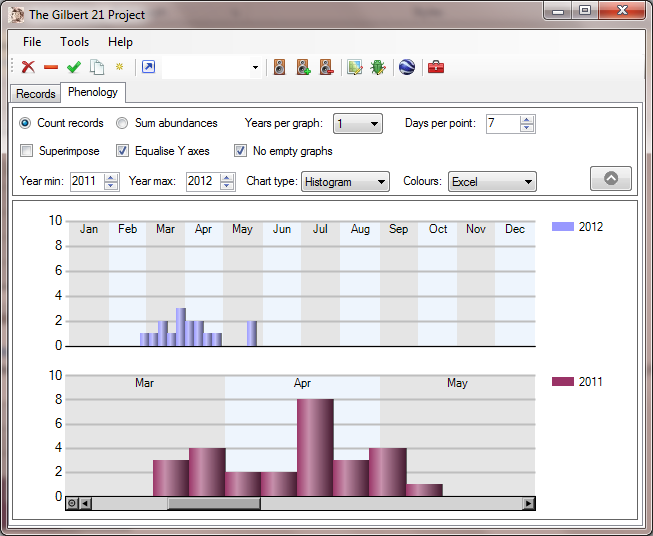 The Gilbert 21 Project
File Tools Help
Records Phenology
Count records Sum abundances Years per graph: 1 Days per point: 7
Superimpose Equalise Y axes No empty graphs
Year min: 2011 Year max: 2012 Chart type: Histogram Colours: Excel
10
Jan Feb Mar Apr May Jun Jul Aug Sep Oct Nov Dec
2012
8
6
4
2
0
10
Mar Apr May
2011
8
6
4
2
0